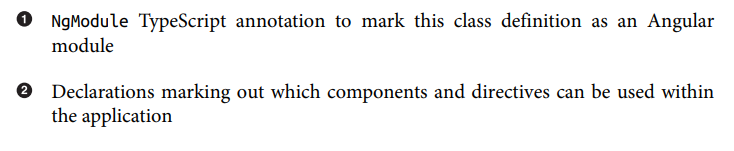 ❶ NgModule TypeScript annotation to mark this class definition as an Angular
module
❷ Declarations marking out which components and directives can be used within
the application